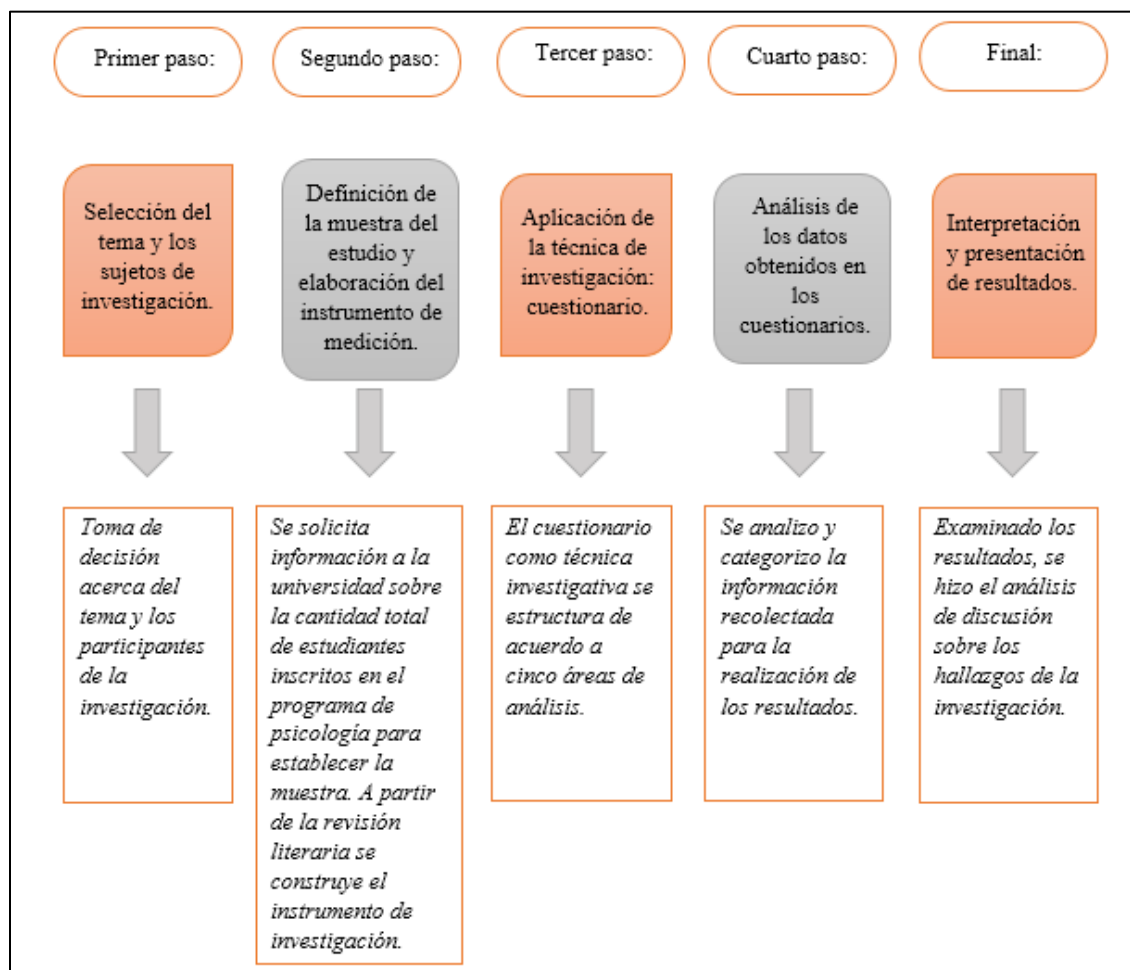 Primer paso:
Segundo paso:
Tercer paso:
Cuarto paso:
Final:
Selección del
tema y los
sujetos de
investigación.
Definición de
la muestra del
estudio y
elaboración del
instrumento de
medición.
Aplicación de
la técnica de
investigación:
cuestionario.
Análisis de
los datos
obtenidos en
los
cuestionarios.
Interpretación
y presentación
de resultados.
Toma de
decisión
acerca del
tema y los
participantes
de la
investigación.
Se solicita
información a la
universidad sobre
la cantidad total
de estudiantes
inscritos en el
programa de
psicología para
establecer la
muestra. A partir
de la revisión
literaria se
construye el
instrumento de
investigación.
El cuestionario
como técnica
investigativa se
estructura de
acuerdo a
cinco áreas de
análisis.
Se analizo y
categorizo la
información
recolectada
para la
realización de
los resultados.
Examinado los
resultados, se
hizo el análisis
de discusión
sobre los
hallazgos de la
investigación.